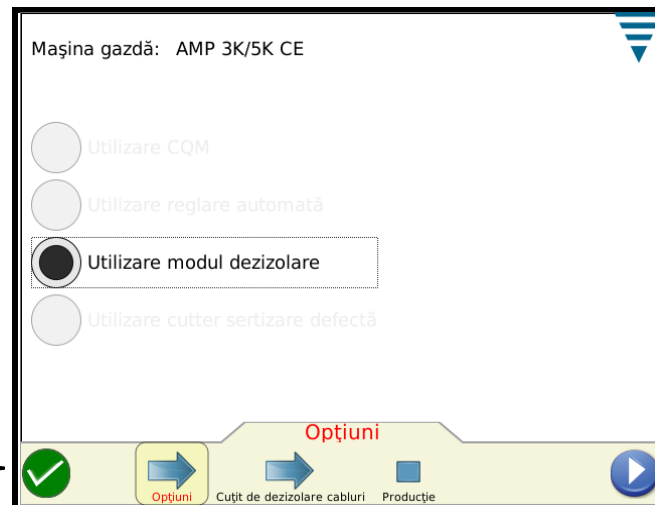 Maşina gazdă: AMP 3K/5K CE
Utilizare CQM
Utilizare reglare automată
Utilizare modul dezizolare
Utilizare cutter sertizare defectă
Opţiuni
Opţiuni Cuţit de dezizolare cabluri Producţie